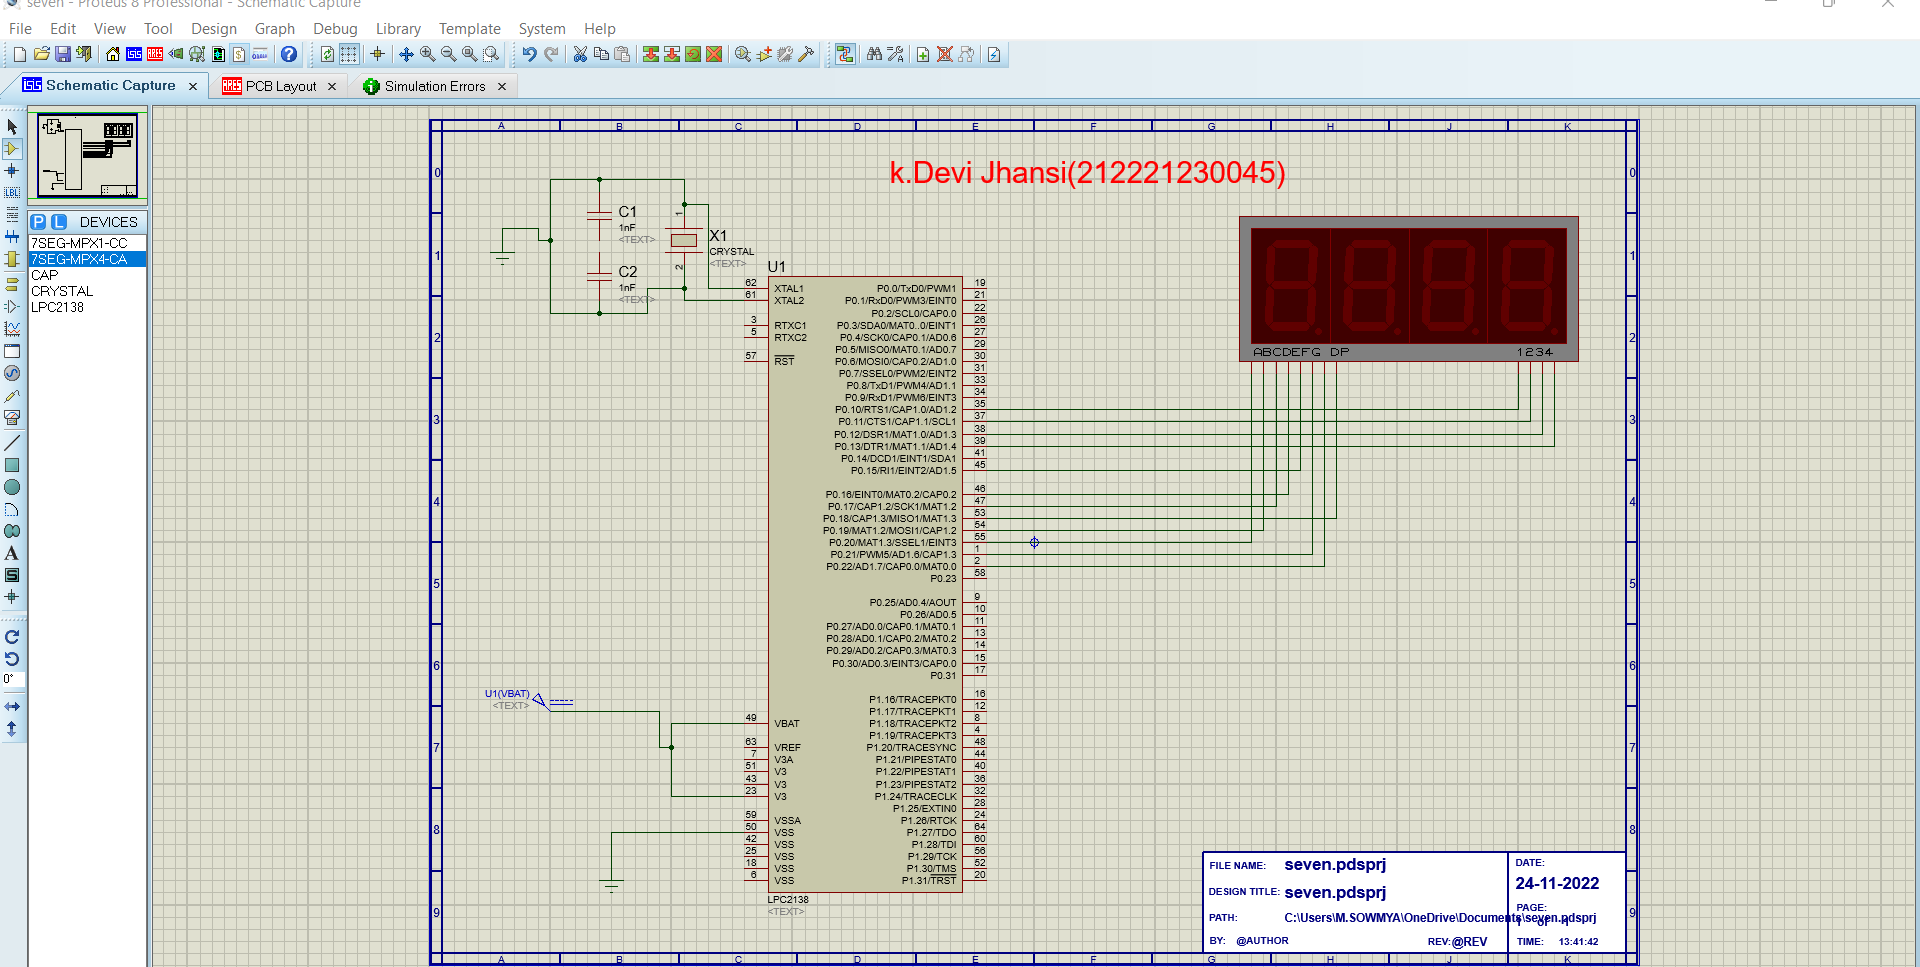 seven - Proteus 8 Professional - Schematic Capture
File Edit View Tool Design Graph Debug Library Template System Help
Schematic Capture PCB Layout Simulation Errors
P L DEVICES
7SEG-MPX1-CC
7SEG-MPX4-CA
CAP
CRYSTAL
LPC2138
LBL
A
S
0°
A B C D E F G H J K
0 1 2 3 4 5 6 7 8 9
k.Devi Jhansi(212221230045)
C1
1nF
<TEXT>
C2
1nF
<TEXT>
X1
CRYSTAL
<TEXT>
1
2
ABCDEFG DP 1234
U1
62 XTAL1
61 XTAL2
3 RTXC1
5 RTXC2
57 RST
49 VBAT
63 VREF
7 V3A
51 V3
43 V3
23 V3
59 VSSA
50 VSS
42 VSS
25 VSS
18 VSS
6 VSS
P0.0/TxD0/PWM1 19
P0.1/RxD0/PWM3/EINT0 21
P0.2/SCL0/CAP0.0 22
P0.3/SDA0/MAT0..0/EINT1 26
P0.4/SCK0/CAP0.1/AD0.6 27
P0.5/MISO0/MAT0.1/AD0.7 29
P0.6/MOSI0/CAP0.2/AD1.0 30
P0.7/SSEL0/PWM2/EINT2 31
P0.8/TxD1/PWM4/AD1.1 33
P0.9/RxD1/PWM6/EINT3 34
P0.10/RTS1/CAP1.0/AD1.2 35
P0.11/CTS1/CAP1.1/SCL1 37
P0.12/DSR1/MAT1.0/AD1.3 38
P0.13/DTR1/MAT1.1/AD1.4 39
P0.14/DCD1/EINT1/SDA1 41
P0.15/RI1/EINT2/AD1.5 45
P0.16/EINT0/MAT0.2/CAP0.2 46
P0.17/CAP1.2/SCK1/MAT1.2 47
P0.18/CAP1.3/MISO1/MAT1.3 53
P0.19/MAT1.2/MOSI1/CAP1.2 54
P0.20/MAT1.3/SSEL1/EINT3 55
P0.21/PWM5/AD1.6/CAP1.3 1
P0.22/AD1.7/CAP0.0/MAT0.0 2
P0.23 58
P0.25/AD0.4/AOUT 9
P0.26/AD0.5 10
P0.27/AD0.0/CAP0.1/MAT0.1 11
P0.28/AD0.1/CAP0.2/MAT0.2 13
P0.29/AD0.2/CAP0.3/MAT0.3 14
P0.30/AD0.3/EINT3/CAP0.0 15
P0.31 17
P1.16/TRACEPKT0 16
P1.17/TRACEPKT1 12
P1.18/TRACEPKT2 8
P1.19/TRACEPKT3 4
P1.20/TRACESYNC 48
P1.21/PIPESTAT0 44
P1.22/PIPESTAT1 40
P1.23/PIPESTAT2 36
P1.24/TRACECLK 32
P1.25/EXTIN0 28
P1.26/RTCK 24
P1.27/TDO 64
P1.28/TDI 60
P1.29/TCK 56
P1.30/TMS 52
P1.31/TRST 20
LPC2138
<TEXT>
U1(VBAT)
<TEXT>
FILE NAME: seven.pdsprj
DESIGN TITLE: seven.pdsprj
PATH: C:\Users\M.SOWMYA\OneDrive\Documents\seven.pdsprj
BY: @AUTHOR REV:@REV
DATE:
24-11-2022
PAGE:
TIME: 13:41:42
A B C D E F G H J K